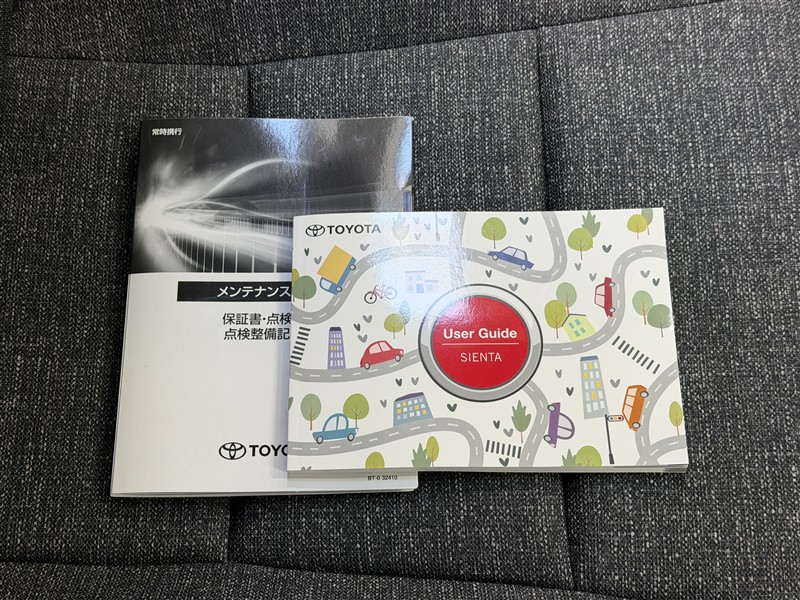 常時携行
メンテナンス
保証書・点検
点検整備記
TOYO
BT-0 32410
TOYOTA
User Guide
SIENTA